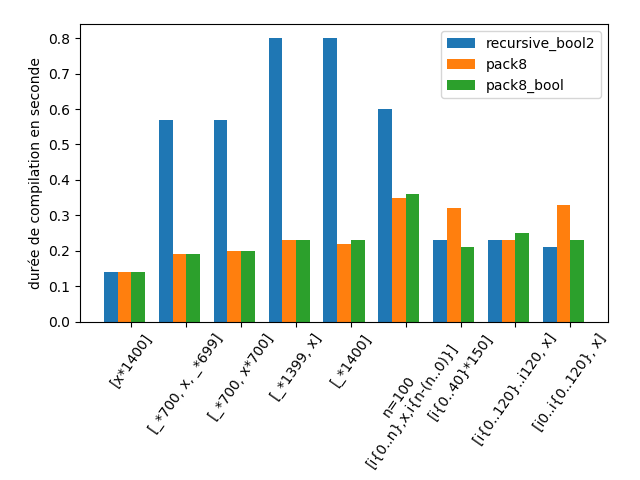 durée de compilation en seconde
0.8
0.7
0.6
0.5
0.4
0.3
0.2
0.1
0.0
recursive_bool2
pack8
pack8_bool
[x*1400]
[_*700, x, _*699]
[_*700, x*700]
[_*1399, x]
[_*1400]
n=100
[i{0..n},x,i{n-(n..0)}]
[i{0..40}*150]
[i{0..120}..i120, x]
[i0..i{0..120}, x]